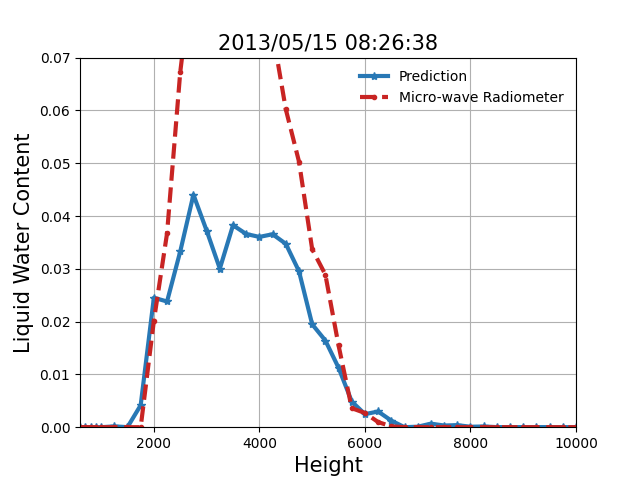 2013/05/15 08:26:38
Prediction
Micro-wave Radiometer
Liquid Water Content
0.07
0.06
0.05
0.04
0.03
0.02
0.01
0.00
2000 4000 6000 8000 10000
Height